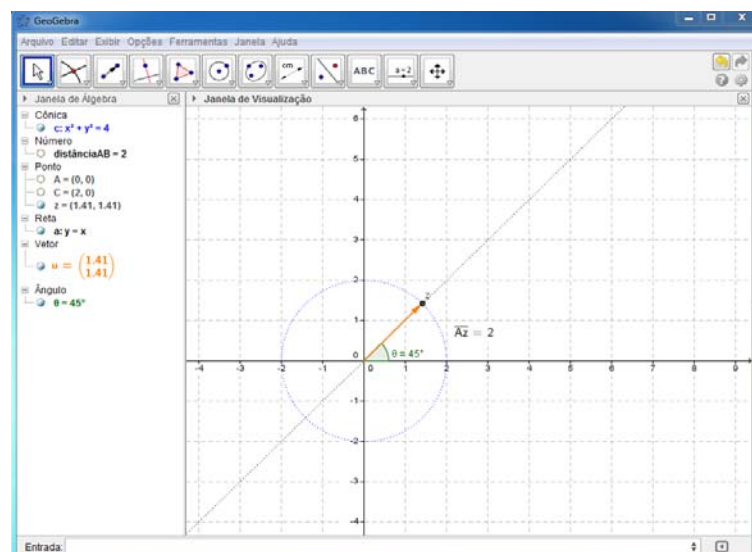 GeoGebra
Arquivo Editar Exibir Opções Ferramentas Janela Ajuda
ABC
a=2
cm
Janela de Álgebra
Janela de Visualização
Cônica
c: x² + y² = 4
Número
distânciaAB = 2
Ponto
A = (0, 0)
C = (2, 0)
z = (1.41, 1.41)
Reta
a: y = x
Vetor
u = (1.41
1.41)
Ângulo
θ = 45°
6
5
4
3
2
1
0
-1
-2
-3
-4
-4 -3 -2 -1 0 1 2 3 4 5 6 7 8 9
z
Az = 2
θ = 45°
Entrada: